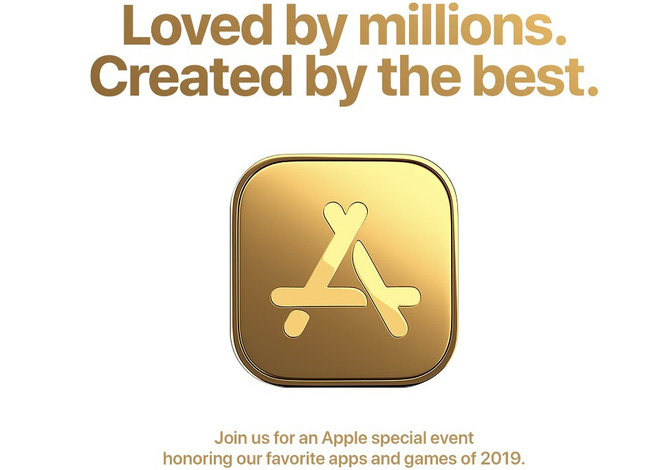 Loved by millions.
Created by the best.
Join us for an Apple special event
honoring our favorite apps and games of 2019.